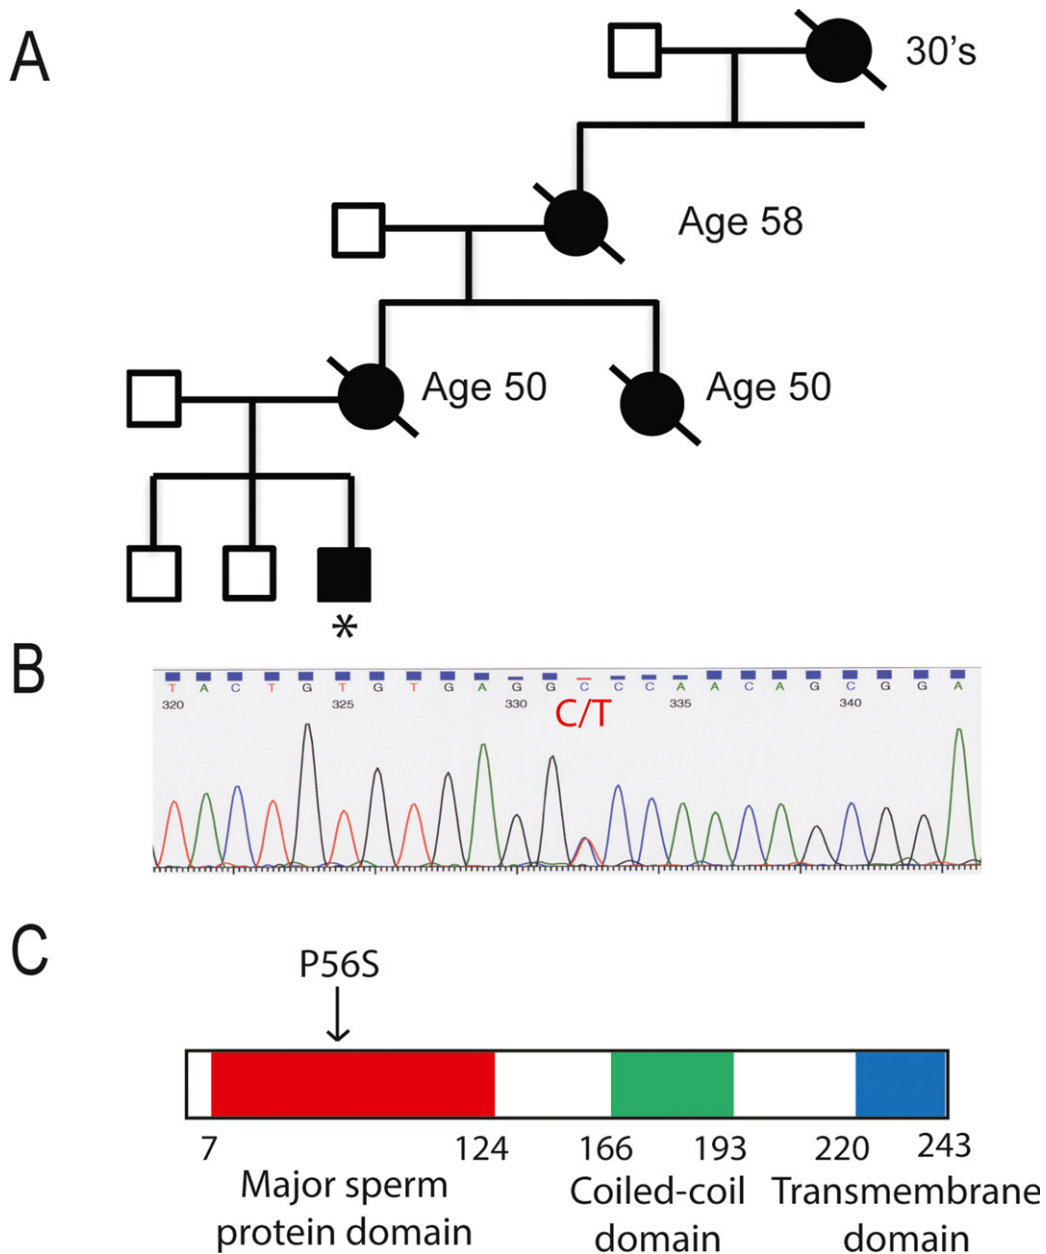 A
30's
Age 58
Age 50
Age 50
*
B
T A C T G T G T G A G G C C C A A C A G C G G A
320 325 330 335 340
C/T
C
P56S
7 124 166 193 220 243
Major sperm protein domain
Coiled-coil domain
Transmembrane domain